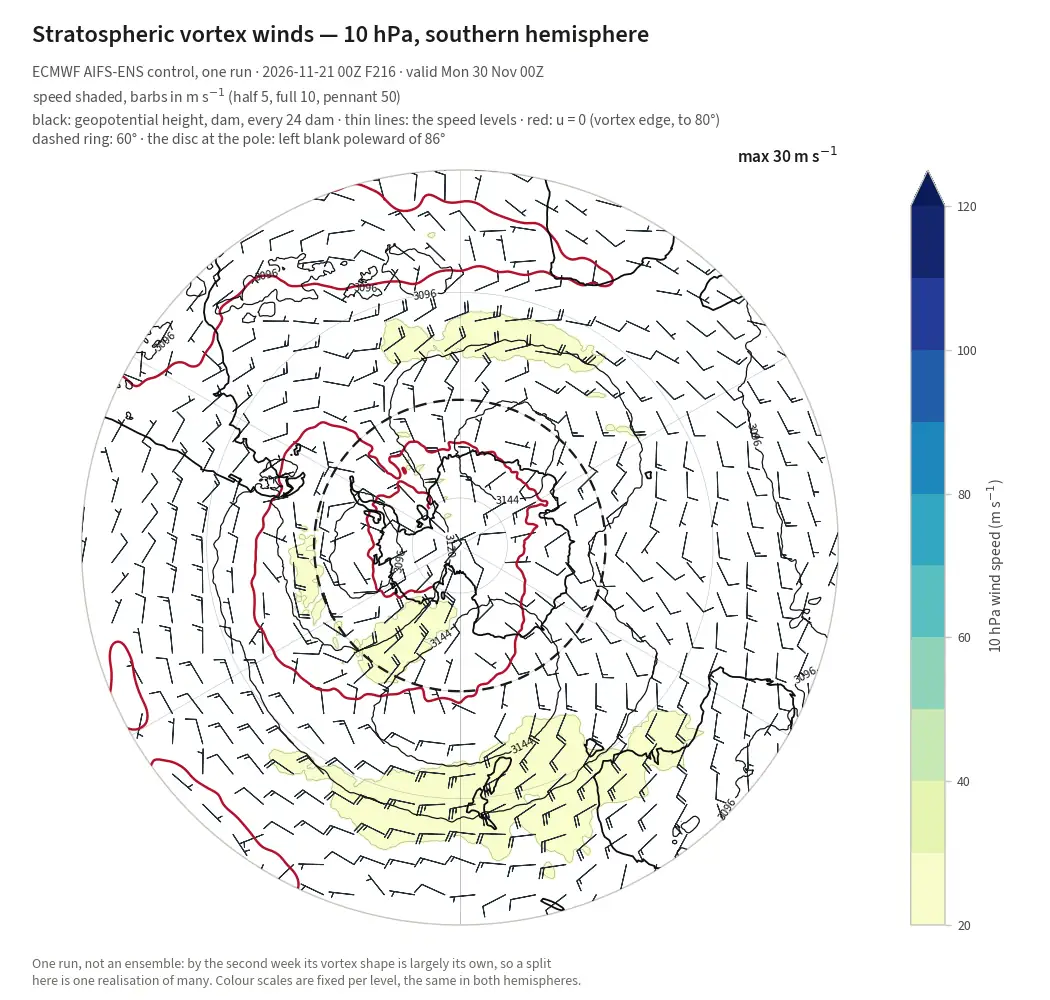 Stratospheric vortex winds — 10 hPa, southern hemisphere
ECMWF AIFS-ENS control, one run · 2026-11-21 00Z F216 · valid Mon 30 Nov 00Z
speed shaded, barbs in m s⁻¹ (half 5, full 10, pennant 50)
black: geopotential height, dam, every 24 dam · thin lines: the speed levels · red: u = 0 (vortex edge, to 80°)
dashed ring: 60° · the disc at the pole: left blank poleward of 86°
max 30 m s⁻¹
120
100
80
60
40
20
10 hPa wind speed (m s⁻¹)
3096
3096
3096
3096
3096
3144
3144
3144
3096
3096
One run, not an ensemble: by the second week its vortex shape is largely its own, so a split
here is one realisation of many. Colour scales are fixed per level, the same in both hemispheres.